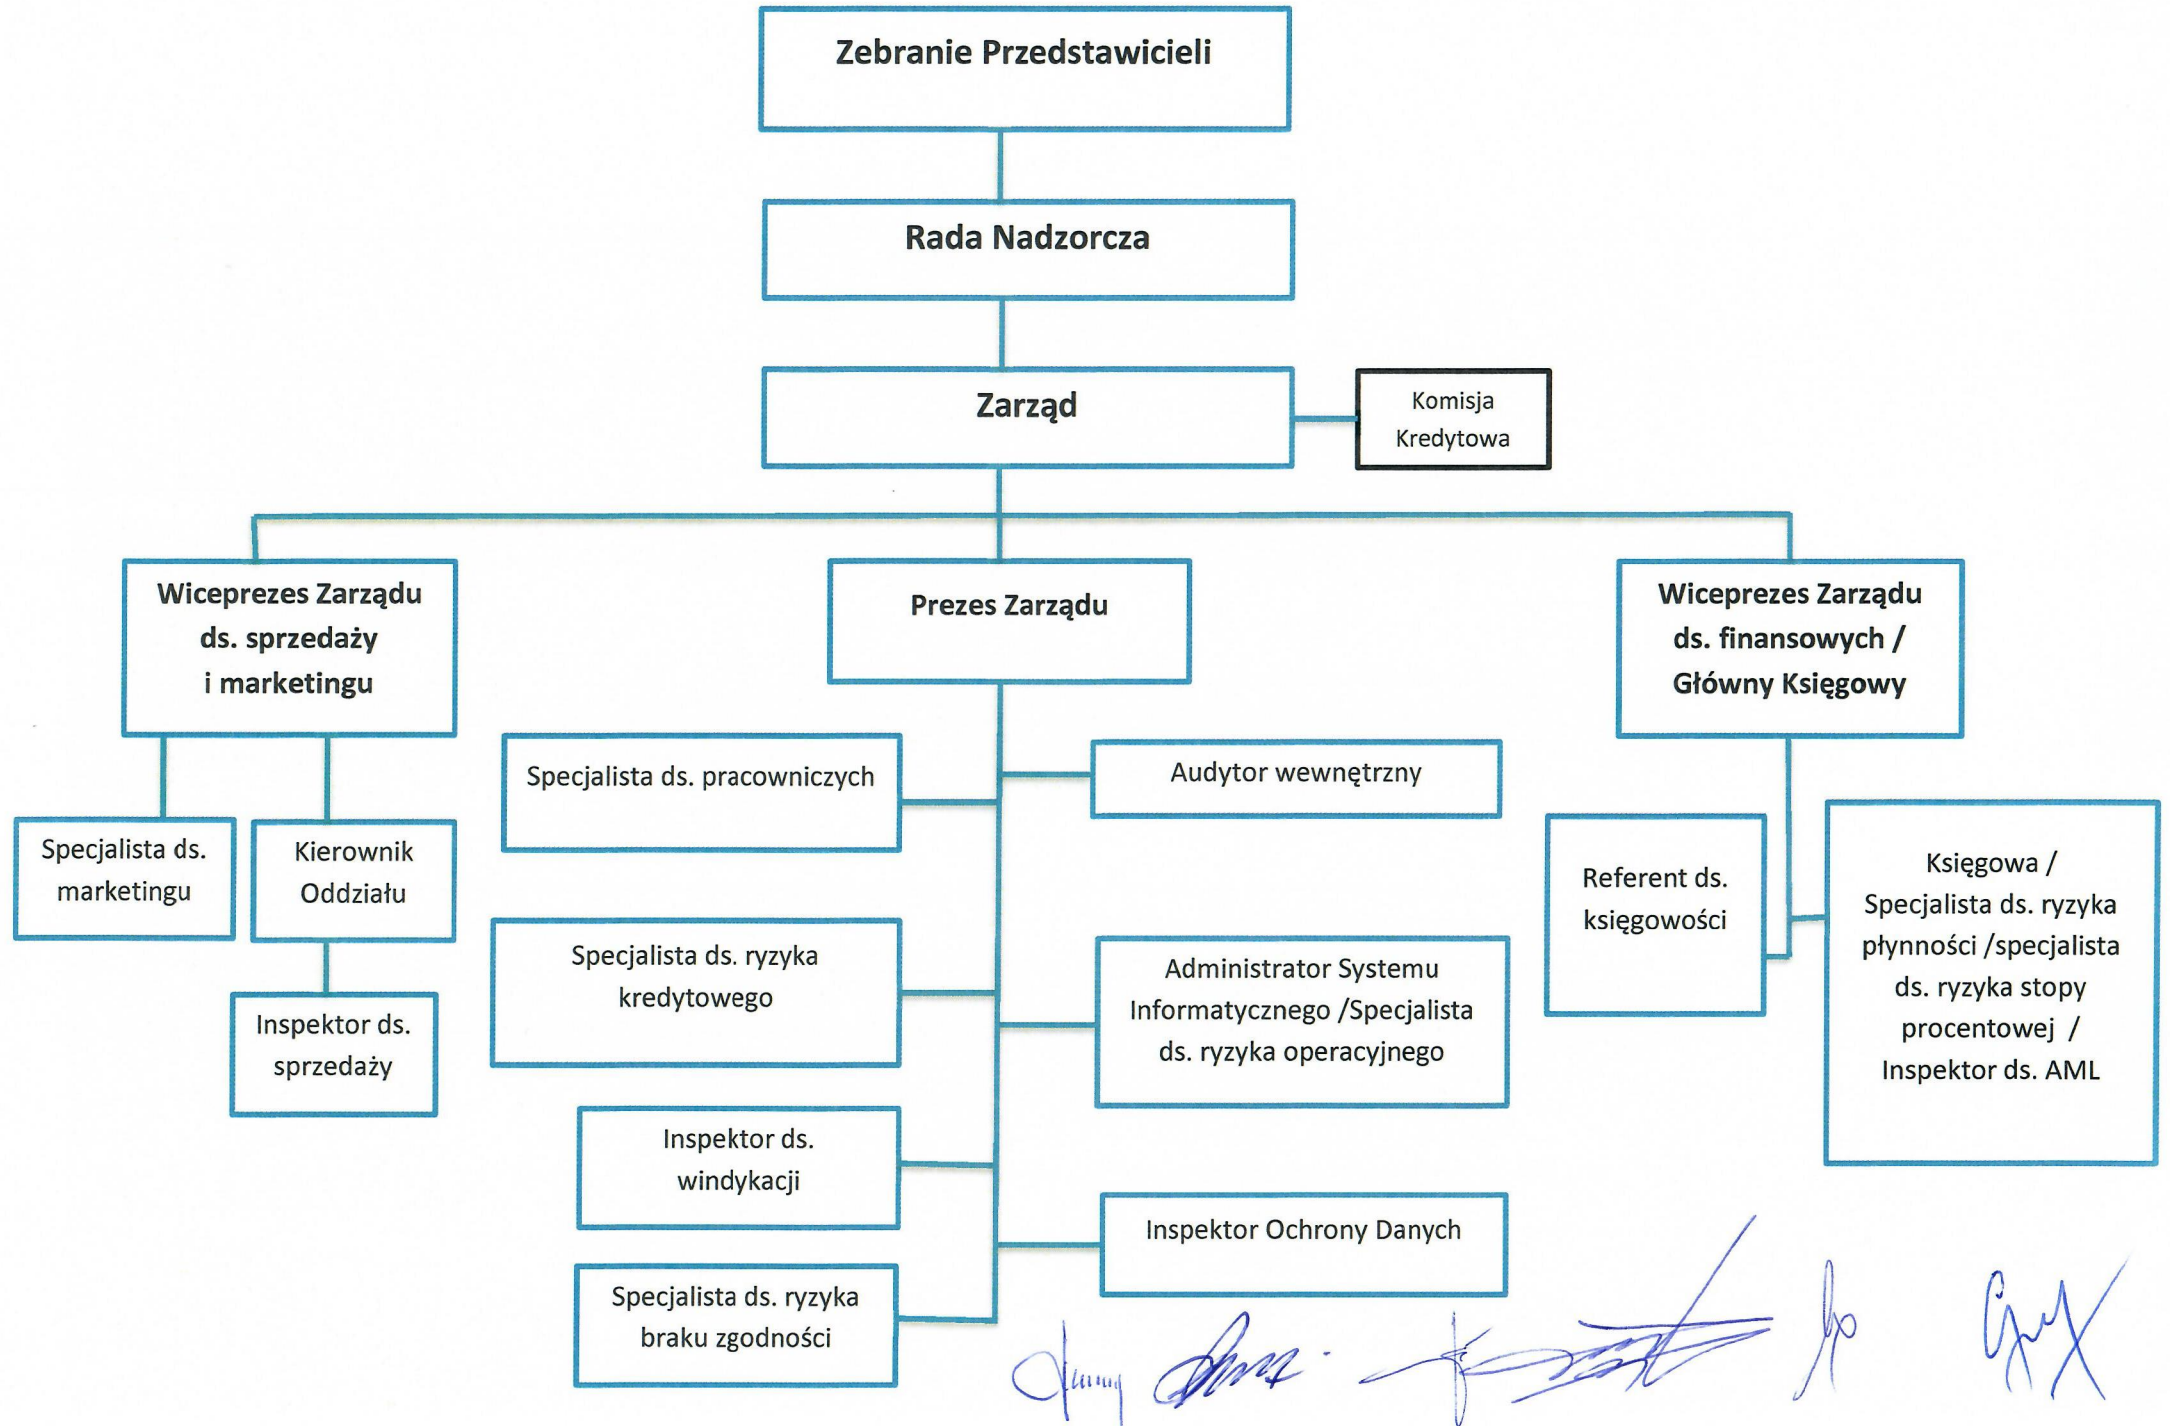 Zebranie Przedstawicieli
Rada Nadzorcza
Zarząd
Komisja
Kredytowa
Wiceprezes Zarządu
ds. sprzedaży
i marketingu
Prezes Zarządu
Wiceprezes Zarządu
ds. finansowych /
Główny Księgowy
Specjalista ds.
marketingu
Kierownik
Oddziału
Inspektor ds.
sprzedaży
Specjalista ds. pracowniczych
Audytor wewnętrzny
Specjalista ds. ryzyka
kredytowego
Administrator Systemu
Informatycznego /Specjalista
ds. ryzyka operacyjnego
Inspektor ds.
windykacji
Inspektor Ochrony Danych
Specjalista ds. ryzyka
braku zgodności
Referent ds.
księgowości
Księgowa /
Specjalista ds. ryzyka
płynności /specjalista
ds. ryzyka stopy
procentowej /
Inspektor ds. AML